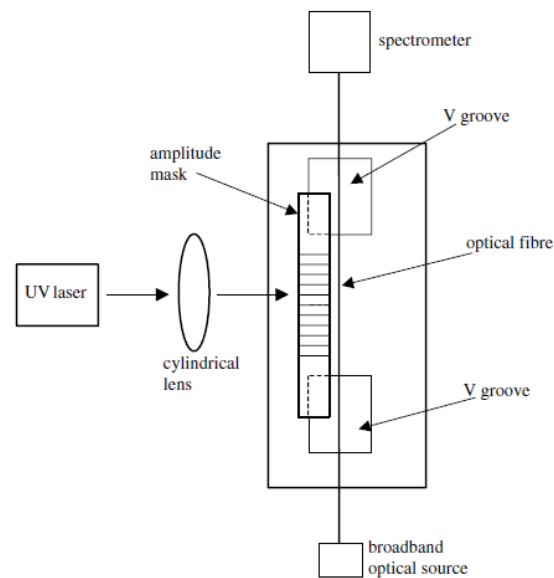 spectrometer
V groove
amplitude
mask
optical fibre
UV laser
cylindrical
lens
V groove
broadband
optical source